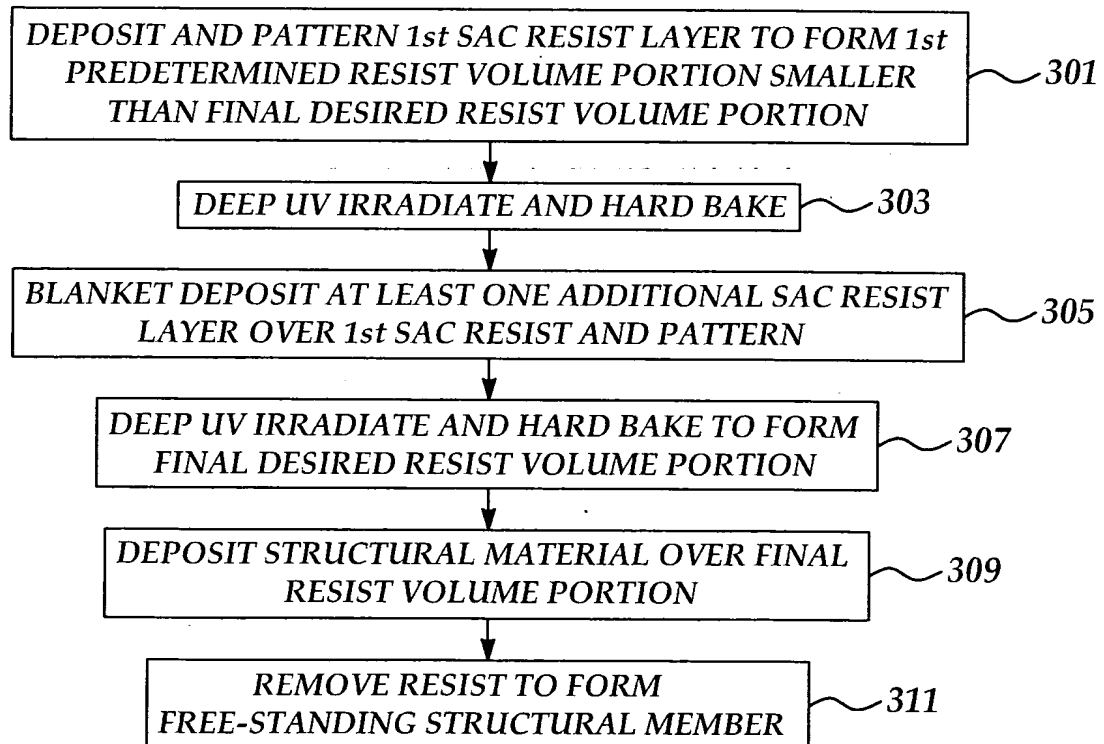 DEPOSIT AND PATTERN 1st SAC RESIST LAYER TO FORM 1st
PREDETERMINED RESIST VOLUME PORTION SMALLER
THAN FINAL DESIRED RESIST VOLUME PORTION
301
DEEP UV IRRADIATE AND HARD BAKE
303
BLANKET DEPOSIT AT LEAST ONE ADDITIONAL SAC RESIST
LAYER OVER 1st SAC RESIST AND PATTERN
305
DEEP UV IRRADIATE AND HARD BAKE TO FORM
FINAL DESIRED RESIST VOLUME PORTION
307
DEPOSIT STRUCTURAL MATERIAL OVER FINAL
RESIST VOLUME PORTION
309
REMOVE RESIST TO FORM
FREE-STANDING STRUCTURAL MEMBER
311